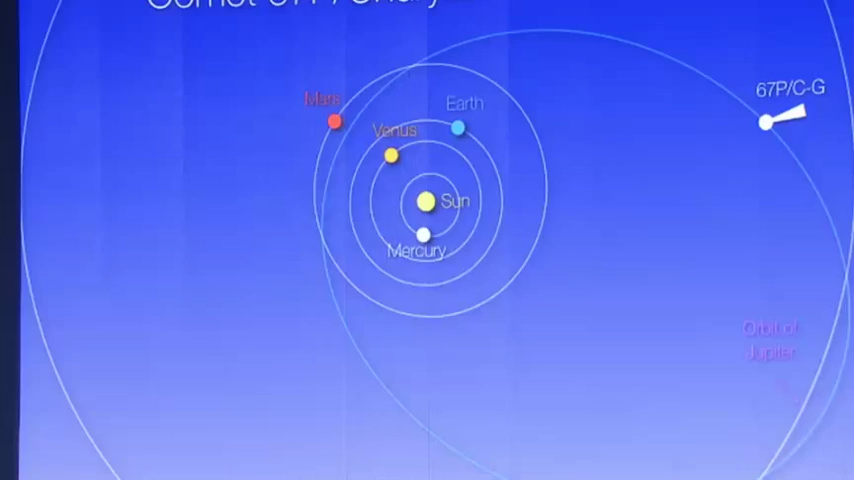 67P/C-G
Mars
Earth
Venus
Sun
Mercury
Orbit of
Jupiter